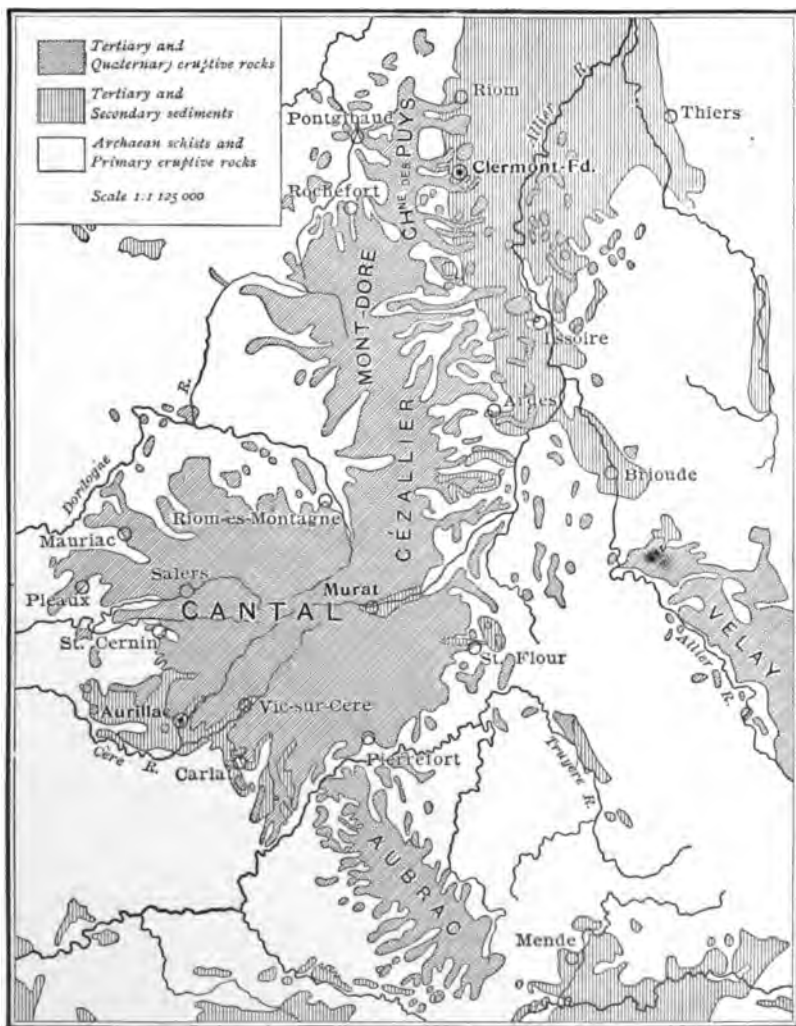 Tertiary and
Quaternary eruptive rocks
Tertiary and
Secondary sediments
Archaean schists and
Primary eruptive rocks
Scale 1:1 125 000
Riom
Allier R.
Thiers
Pontgibaud
CHNE DES PUYS
Clermont-Fd.
Rochefort
MONT-DORE
Issoire
Ardes
CÉZALLIER
Brioude
Dordogne R.
Riom-es-Montagne
Mauriac
Salers
Murat
Pleaux
CANTAL
VELAY
St. Cernin
St. Flour
Allier R.
Aurillac
Vic-sur-Cère
Cère R.
Carlat
Pierrefort
Truyère R.
AUBRAC
Mende